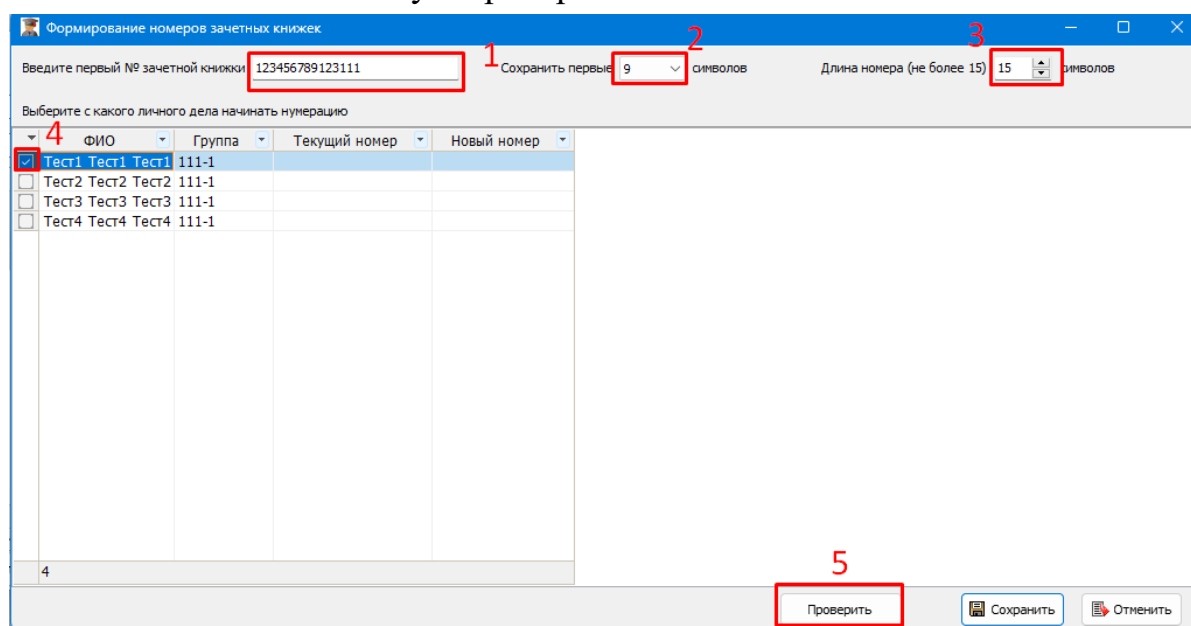 Формирование номеров зачетных книжек
1 2 3
Введите первый № зачетной книжки 123456789123111 Сохранить первые 9 символов Длина номера (не более 15) 15 символов
Выберите с какого личного дела начинать нумерацию
4 ФИО Группа Текущий номер Новый номер
Тест1 Тест1 Тест1 111-1
Тест2 Тест2 Тест2 111-1
Тест3 Тест3 Тест3 111-1
Тест4 Тест4 Тест4 111-1
4
5
Проверить Сохранить Отменить